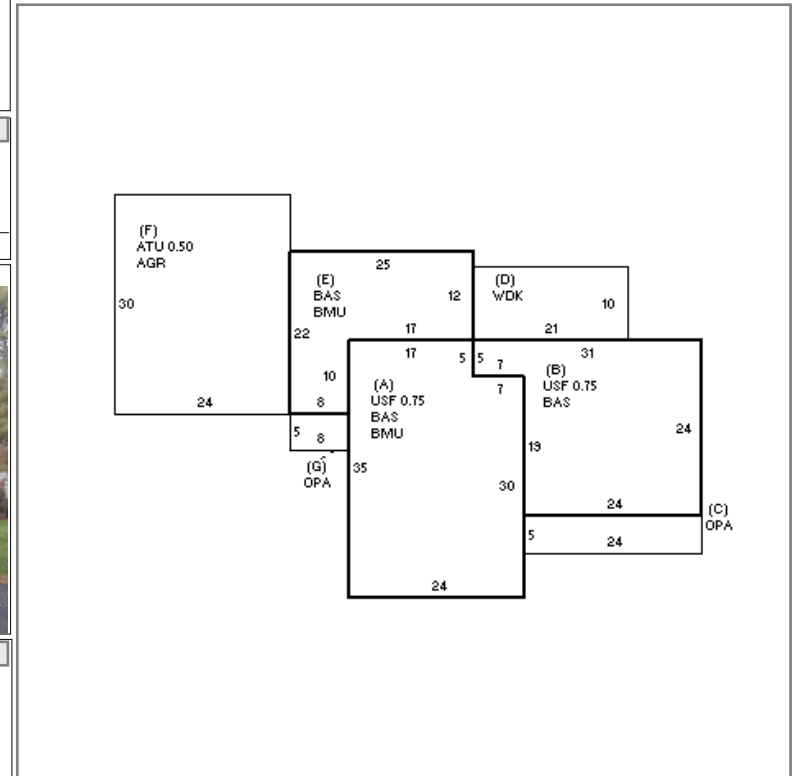 (F)
ATU 0.50
AGR
30
24
25
(E)
BAS
BMU
12
22
17
10
8
(D)
WDK
10
21
17
5
5
7
7
31
(A)
USF 0.75
BAS
BMU
(B)
USF 0.75
BAS
24
19
5
8
(G)
OPA
35
30
24
(C)
OPA
5
24
24